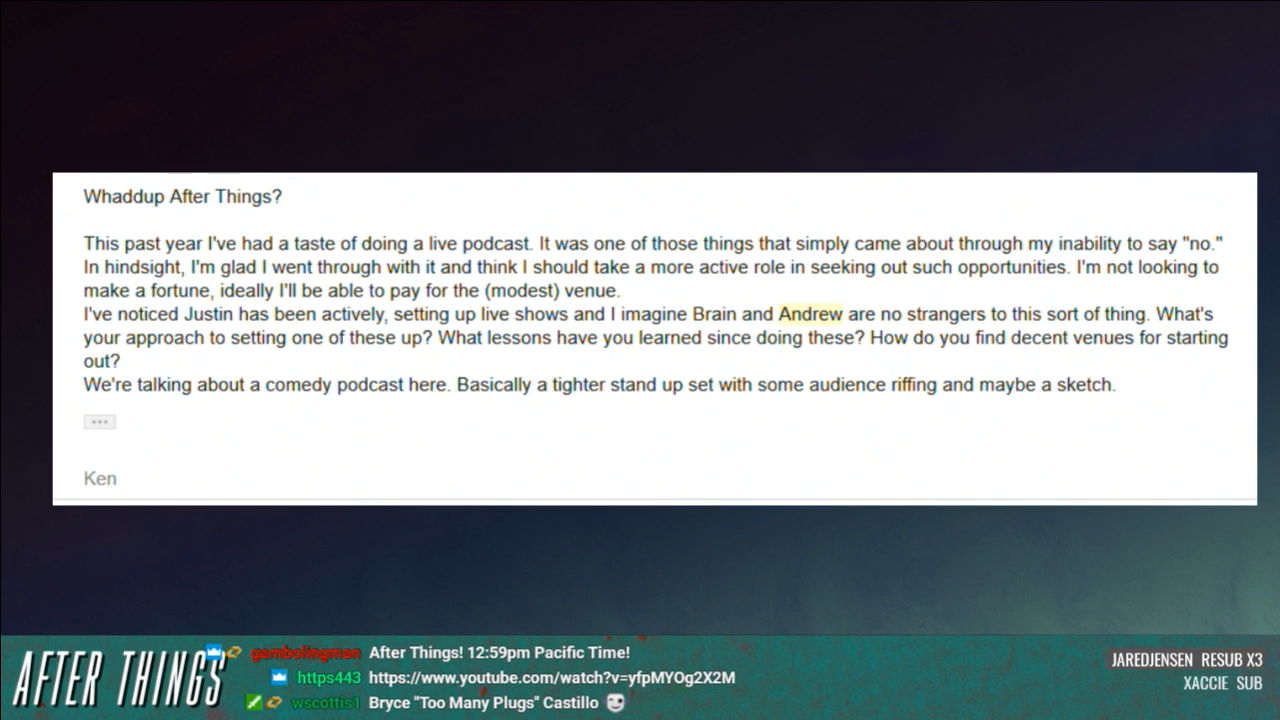 Whaddup After Things?
This past year I've had a taste of doing a live podcast. It was one of those things that simply came about through my inability to say "no."
In hindsight, I'm glad I went through with it and think I should take a more active role in seeking out such opportunities. I'm not looking to
make a fortune, ideally I'll be able to pay for the (modest) venue.
I've noticed Justin has been actively, setting up live shows and I imagine Brain and Andrew are no strangers to this sort of thing. What's
your approach to setting one of these up? What lessons have you learned since doing these? How do you find decent venues for starting
out?
We're talking about a comedy podcast here. Basically a tighter stand up set with some audience riffing and maybe a sketch.
Ken
AFTER THINGS
gambolingman After Things! 12:59pm Pacific Time!
https443 https://www.youtube.com/watch?v=yfpMYOg2X2M
wscottis1 Bryce "Too Many Plugs" Castillo
JAREDJENSEN RESUB X3
XACCIE SUB